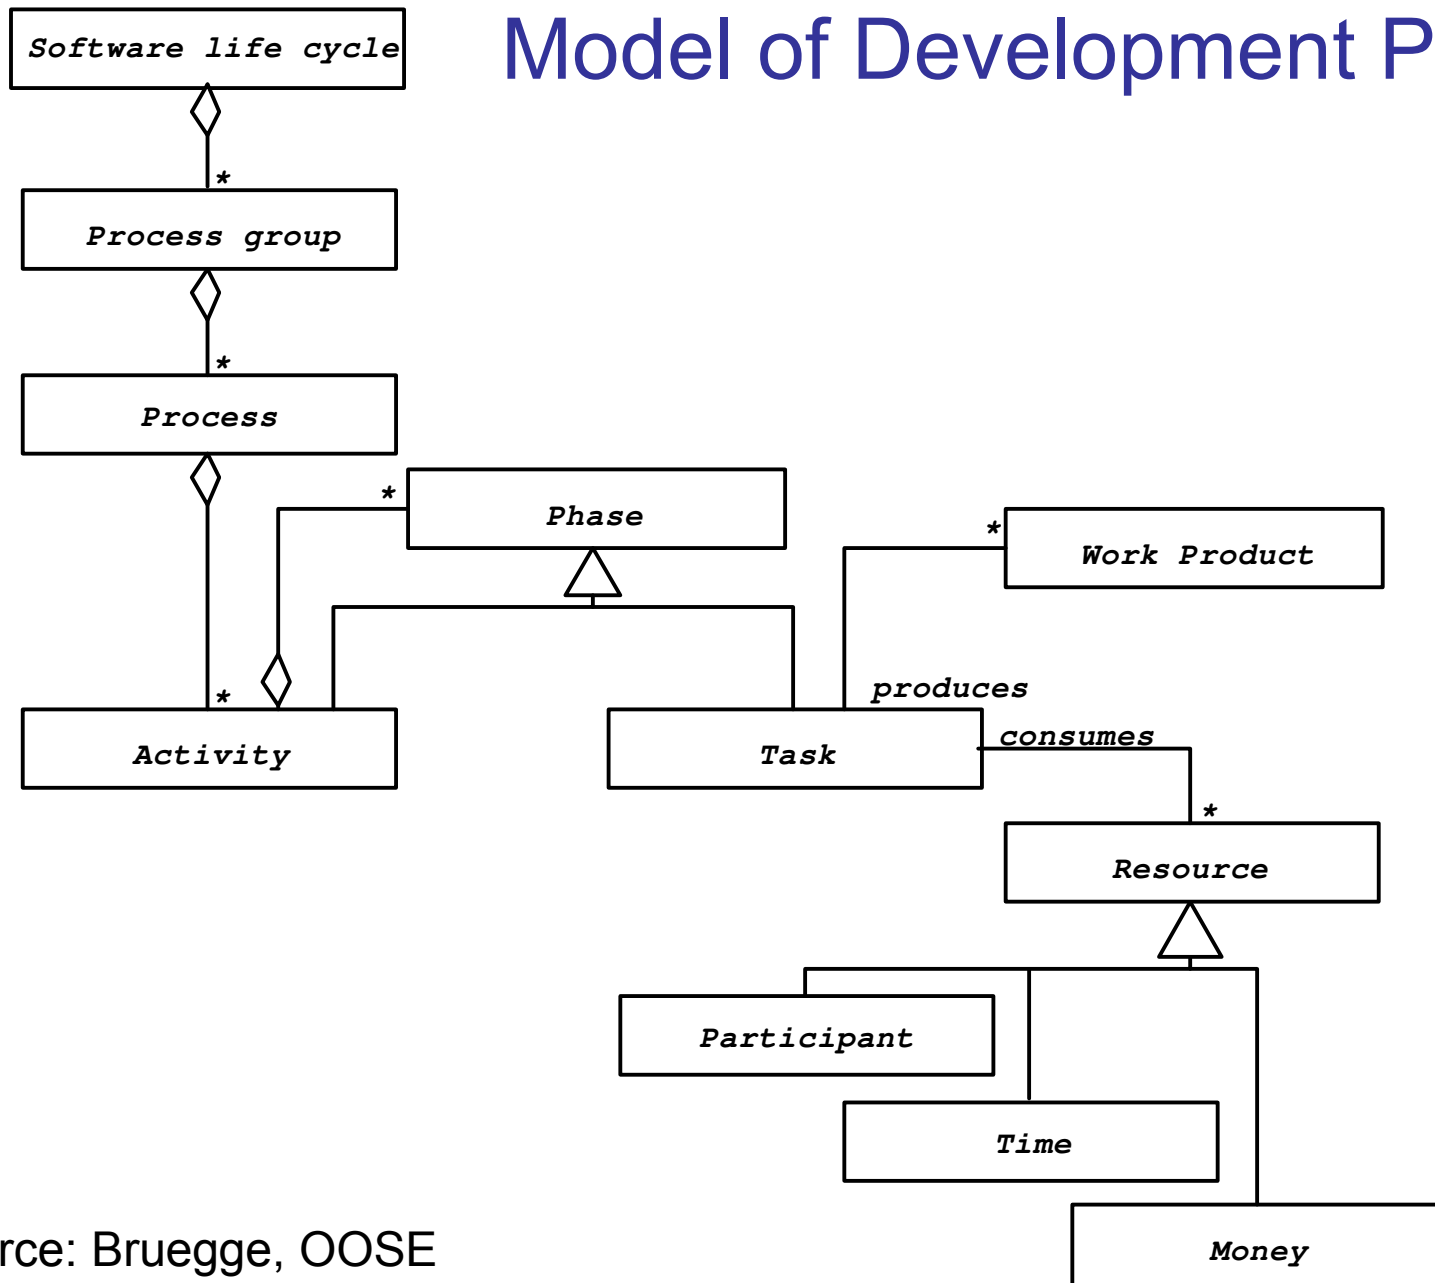 Model of Development P
Software life cycle
*
Process group
*
Process
*
Phase
*
Work Product
*
produces
Activity
Task
consumes
*
Resource
Participant
Time
Money
rce: Bruegge, OOSE